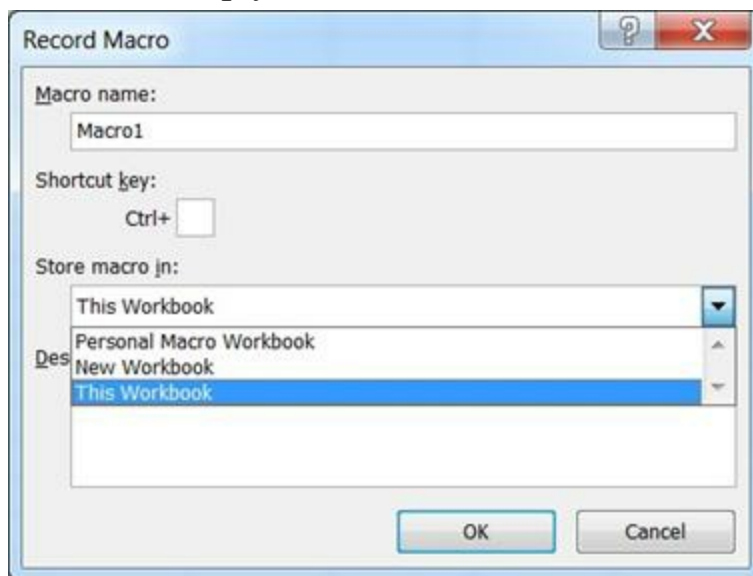 Record Macro
Macro name:
Macro1
Shortcut key:
Ctrl+
Store macro in:
This Workbook
Personal Macro Workbook
Des
New Workbook
This Workbook
OK
Cancel